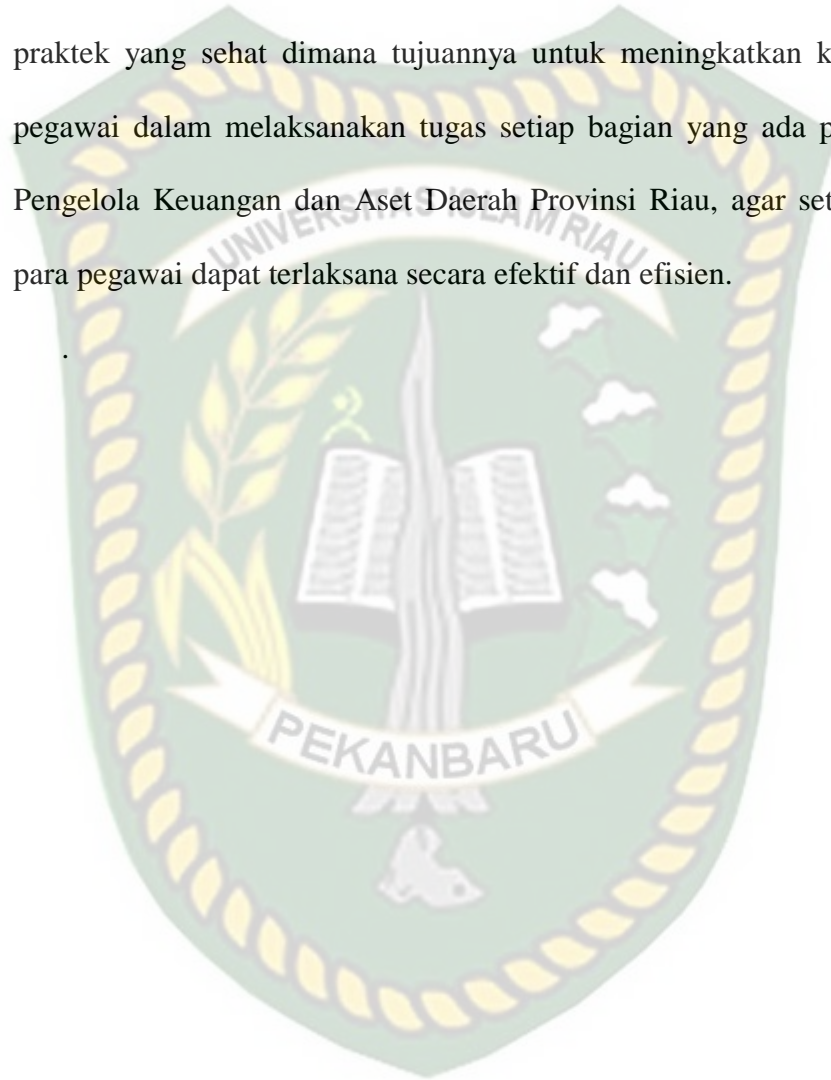 praktek yang sehat dimana tujuannya untuk meningkatkan k
pegawai dalam melaksanakan tugas setiap bagian yang ada p
Pengelola Keuangan dan Aset Daerah Provinsi Riau, agar set
para pegawai dapat terlaksana secara efektif dan efisien.
.
UNIVERSITAS ISLAM RIAU
PEKANBARU